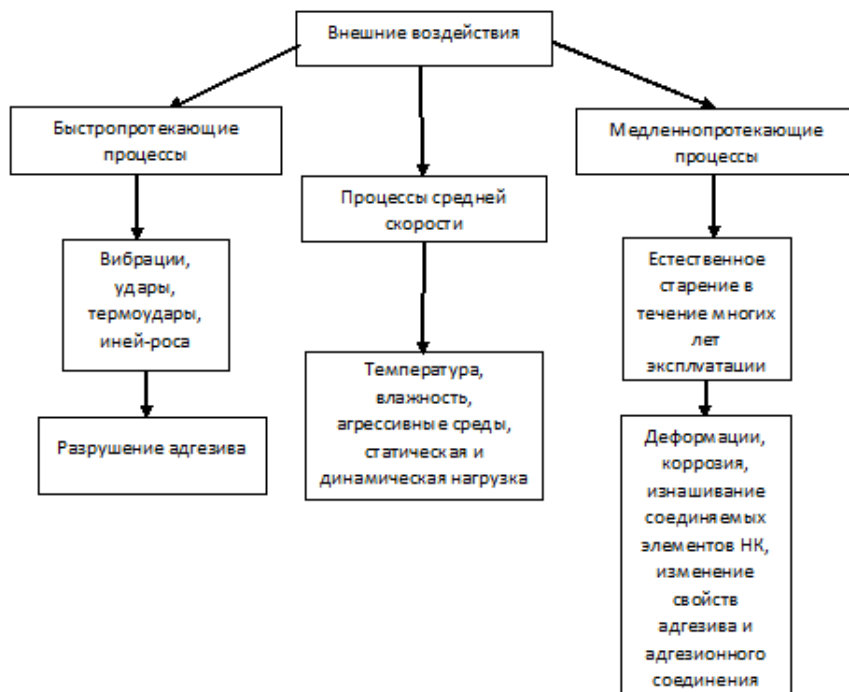 Внешние воздействия
Быстропротекающие
процессы
Процессы средней
скорости
Медленнопротекающие
процессы
Вибрации,
удары,
термоудары,
иней-роса
Температура,
влажность,
агрессивные среды,
статическая и
динамическая нагрузка
Естественное
старение в
течение многих
лет
эксплуатации
Разрушение адгезива
Деформации,
коррозия,
изнашивание
соединяемых
элементов НК,
изменение
свойств
адгезива и
адгезионного
соединения